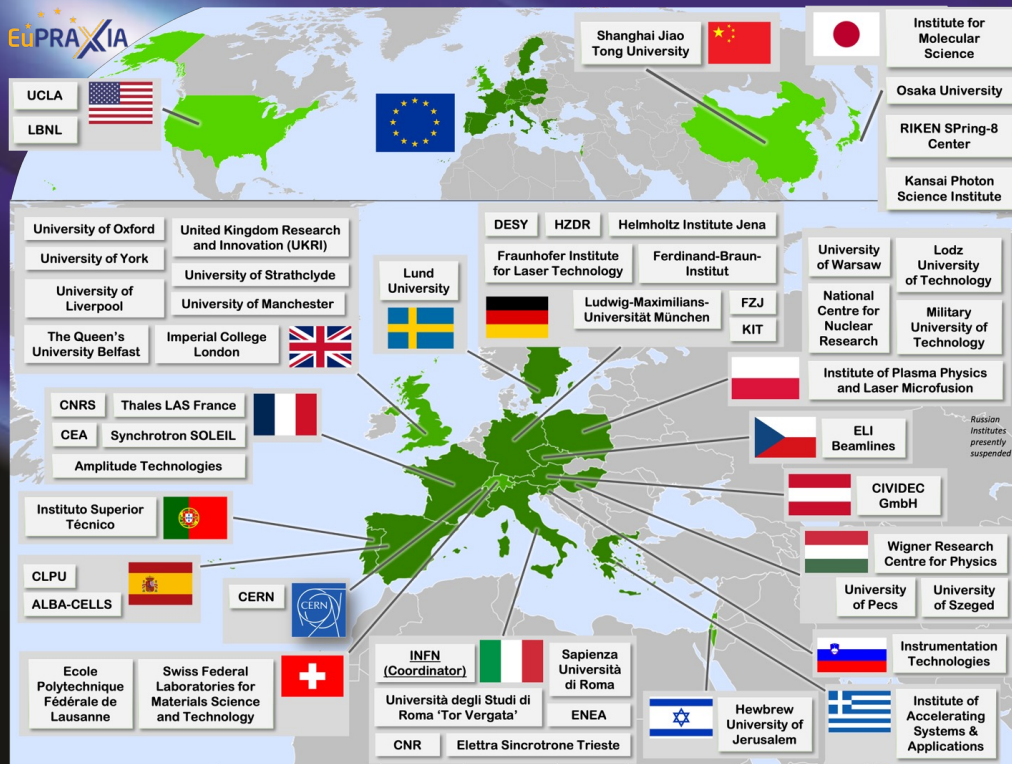 EuPRAXIA
UCLA
LBNL
Shanghai Jiao
Tong University
Institute for
Molecular
Science
Osaka University
RIKEN SPring-8
Center
Kansai Photon
Science Institute
University of Oxford
University of York
University of
Liverpool
The Queen's
University Belfast
United Kingdom Research
and Innovation (UKRI)
University of Strathclyde
University of Manchester
Imperial College
London
Lund
University
DESY
HZDR
Helmholtz Institute Jena
Fraunhofer Institute
for Laser Technology
Ferdinand-Braun-
Institut
Ludwig-Maximilians-
Universität München
FZJ
KIT
University
of Warsaw
Lodz
University
of Technology
National
Centre for
Nuclear
Research
Military
University of
Technology
Institute of Plasma Physics
and Laser Microfusion
CNRS
Thales LAS France
CEA
Synchrotron SOLEIL
Amplitude Technologies
ELI
Beamlines
Russian
Institutes
presently
suspended
CIVIDEC
GmbH
Instituto Superior
Técnico
Wigner Research
Centre for Physics
University
of Pecs
University
of Szeged
CLPU
ALBA-CELLS
CERN
CERN
Instrumentation
Technologies
Ecole
Polytechnique
Fédérale de
Lausanne
Swiss Federal
Laboratories for
Materials Science
and Technology
INFN
(Coordinator)
Sapienza
Università
di Roma
Università degli Studi di
Roma ‘Tor Vergata’
ENEA
CNR
Elettra Sincrotrone Trieste
Hewbrew
University of
Jerusalem
Institute of
Accelerating
Systems &
Applications